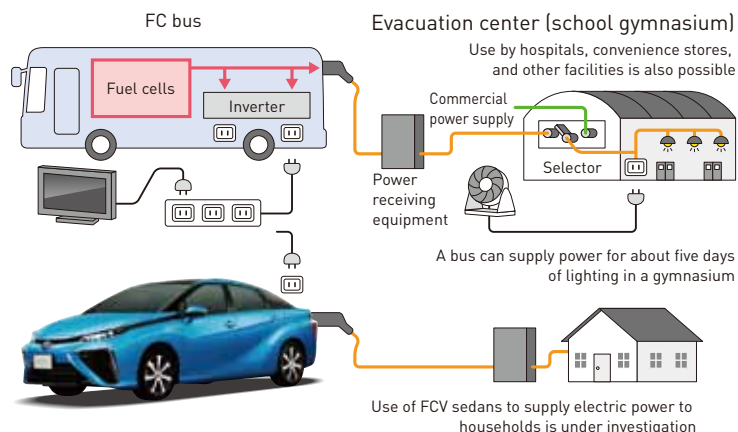 FC bus
Evacuation center (school gymnasium)
Use by hospitals, convenience stores,
and other facilities is also possible
Fuel cells
Inverter
Commercial
power supply
Selector
Power
receiving
equipment
A bus can supply power for about five days
of lighting in a gymnasium
Use of FCV sedans to supply electric power to
households is under investigation